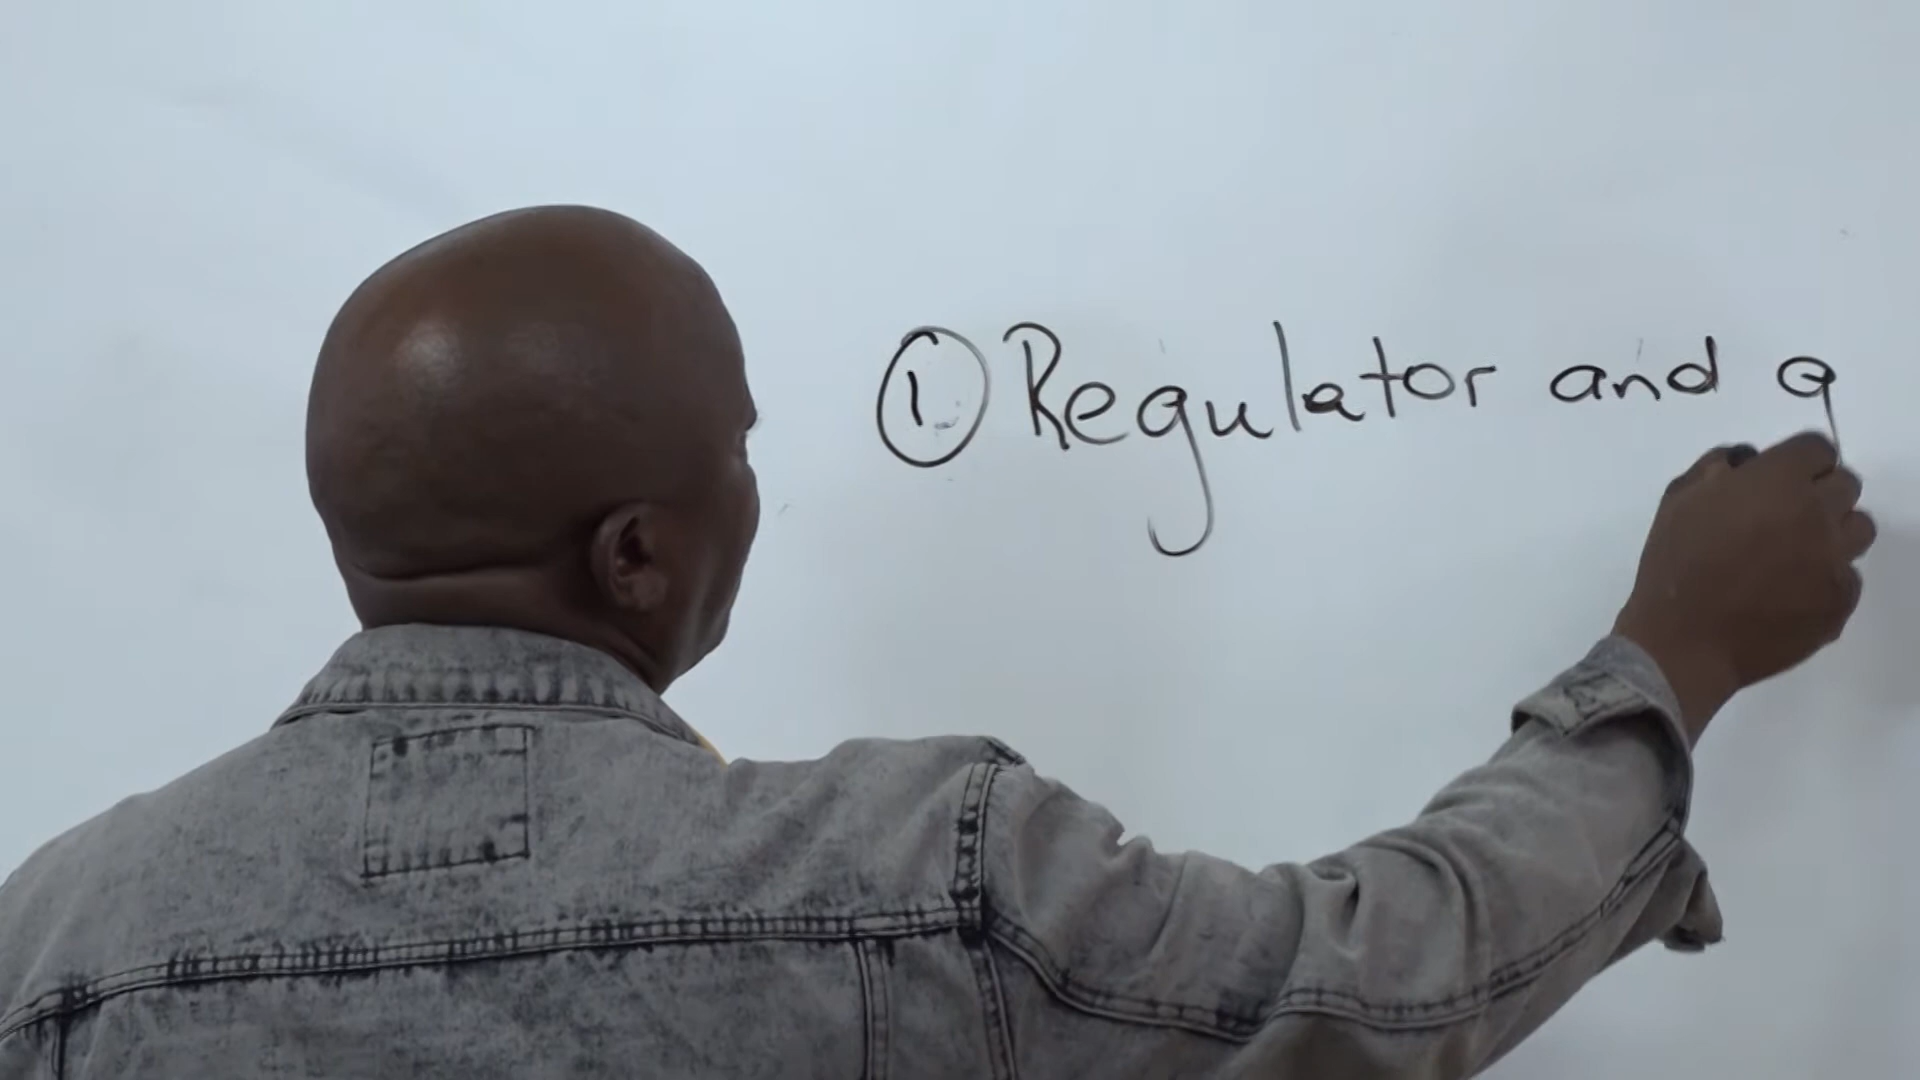 ① Regulator and g